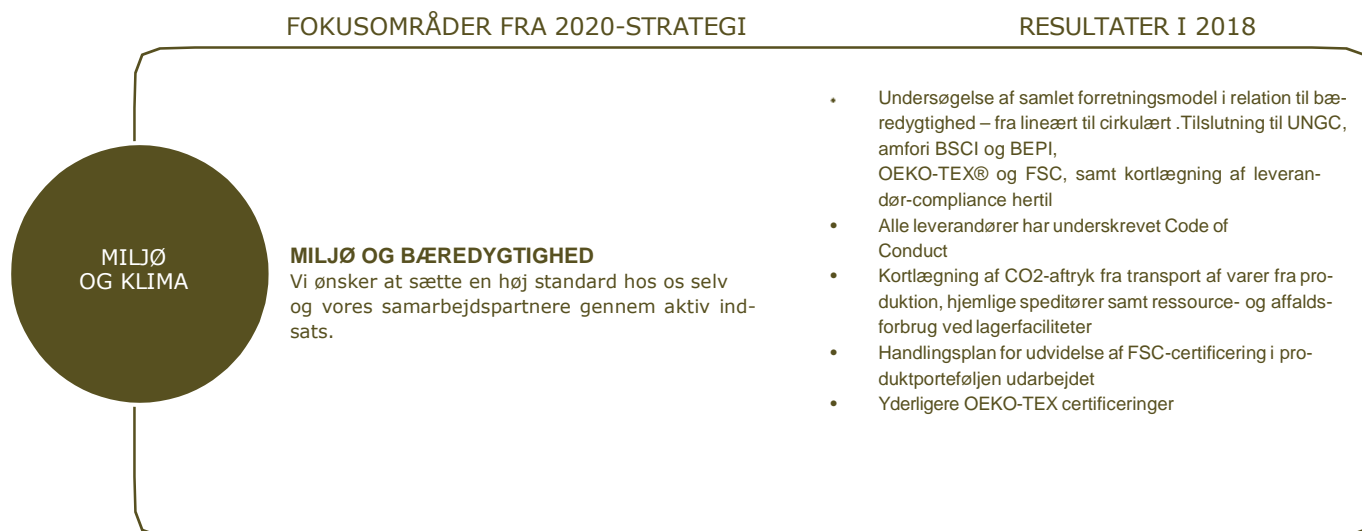 FOKUSOMRÅDER FRA 2020-STRATEGI
RESULTATER I 2018
MILJØ
OG KLIMA
MILJØ OG BÆREDYGTIGHED
Vi ønsker at sætte en høj standard hos os selv
og vores samarbejdspartnere gennem aktiv ind-
sats.
• Undersøgelse af samlet forretningsmodel i relation til bæ-
redygtighed – fra lineært til cirkulært .Tilslutning til UNGC,
amfori BSCI og BEPI,
OEKO-TEX® og FSC, samt kortlægning af leveran-
dør-compliance hertil
• Alle leverandører har underskrevet Code of
Conduct
• Kortlægning af CO2-aftryk fra transport af varer fra pro-
duktion, hjemlige speditører samt ressource- og affalds-
forbrug ved lagerfaciliteter
• Handlingsplan for udvidelse af FSC-certificering i pro-
duktporteføljen udarbejdet
• Yderligere OEKO-TEX certificeringer